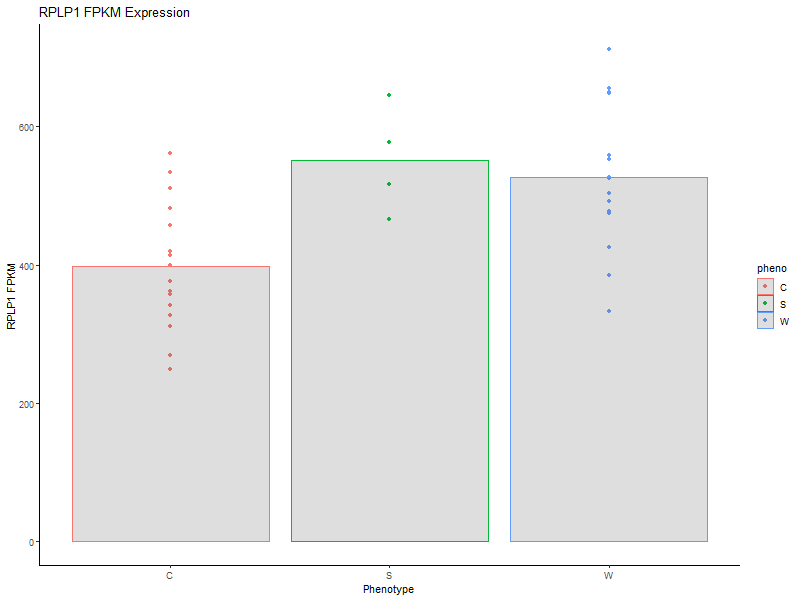 RPLP1 FPKM Expression
RPLP1 FPKM
600
400
200
0
C
S
W
Phenotype
pheno
C
S
W